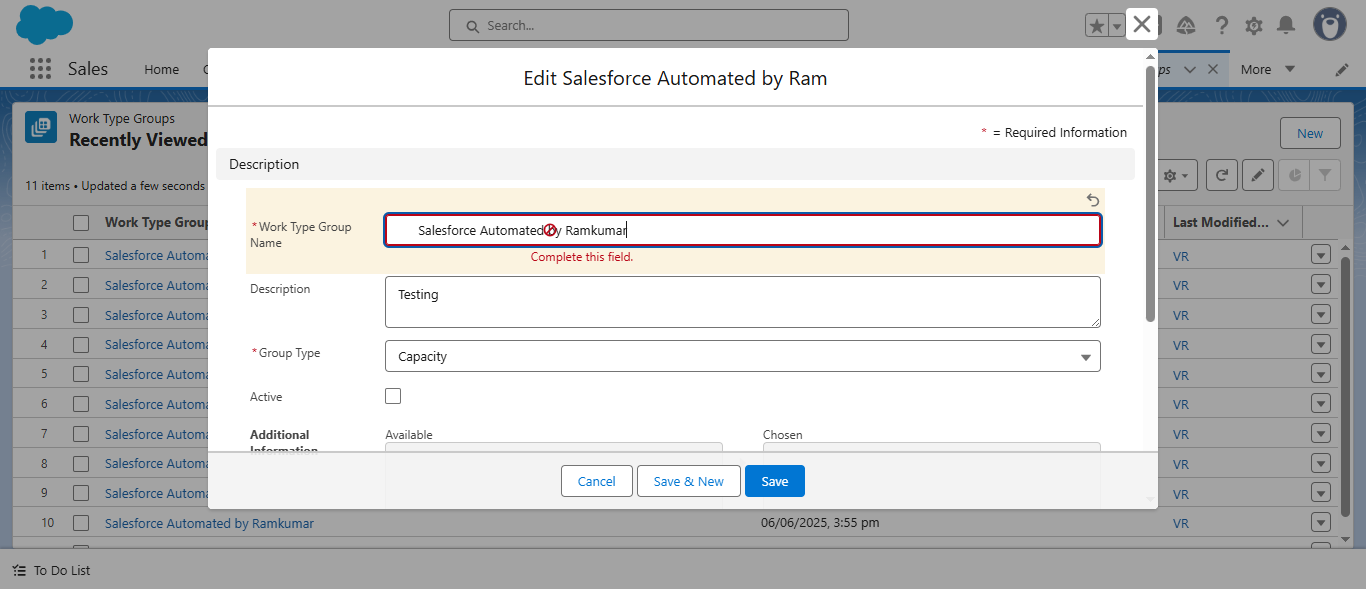 Search...
Sales
Home
ps
More
Edit Salesforce Automated by Ram
* = Required Information
Work Type Groups
Recently Viewed
New
11 items • Updated a few seconds
Description
Work Type Group
Last Modified...
*Work Type Group Name
Salesforce Automated by Ramkumar
Complete this field.
Description
Testing
*Group Type
Capacity
Active
Additional Information
Available
Chosen
Cancel
Save & New
Save
1 Salesforce Automa VR
2 Salesforce Automa VR
3 Salesforce Automa VR
4 Salesforce Automa VR
5 Salesforce Automa VR
6 Salesforce Automa VR
7 Salesforce Automa VR
8 Salesforce Automa VR
9 Salesforce Automa VR
10 Salesforce Automated by Ramkumar 06/06/2025, 3:55 pm VR
To Do List